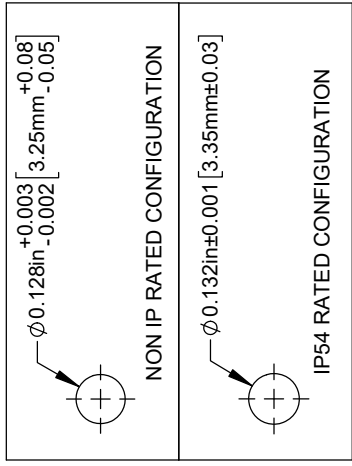 Ø0.128in +0.003 -0.002 [3.25mm +0.08 -0.05]
NON IP RATED CONFIGURATION
Ø0.132in±0.001 [3.35mm±0.03]
IP54 RATED CONFIGURATION